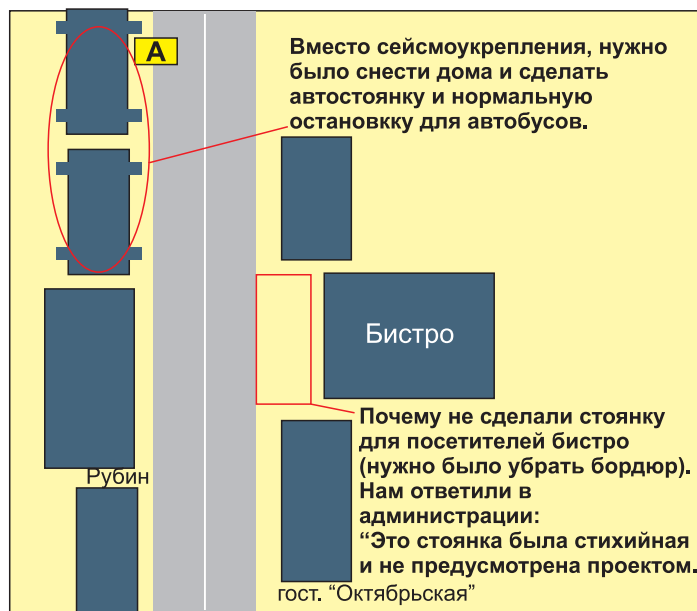 А
Вместо сейсмоукрепления, нужно
было снести дома и сделать
автостоянку и нормальную
остановкку для автобусов.
Бистро
Почему не сделали стоянку
для посетителей бистро
(нужно было убрать бордюр).
Нам ответили в
администрации:
“Это стоянка была стихийная
и не предусмотрена проектом.
Рубин
гост. “Октябрьская”